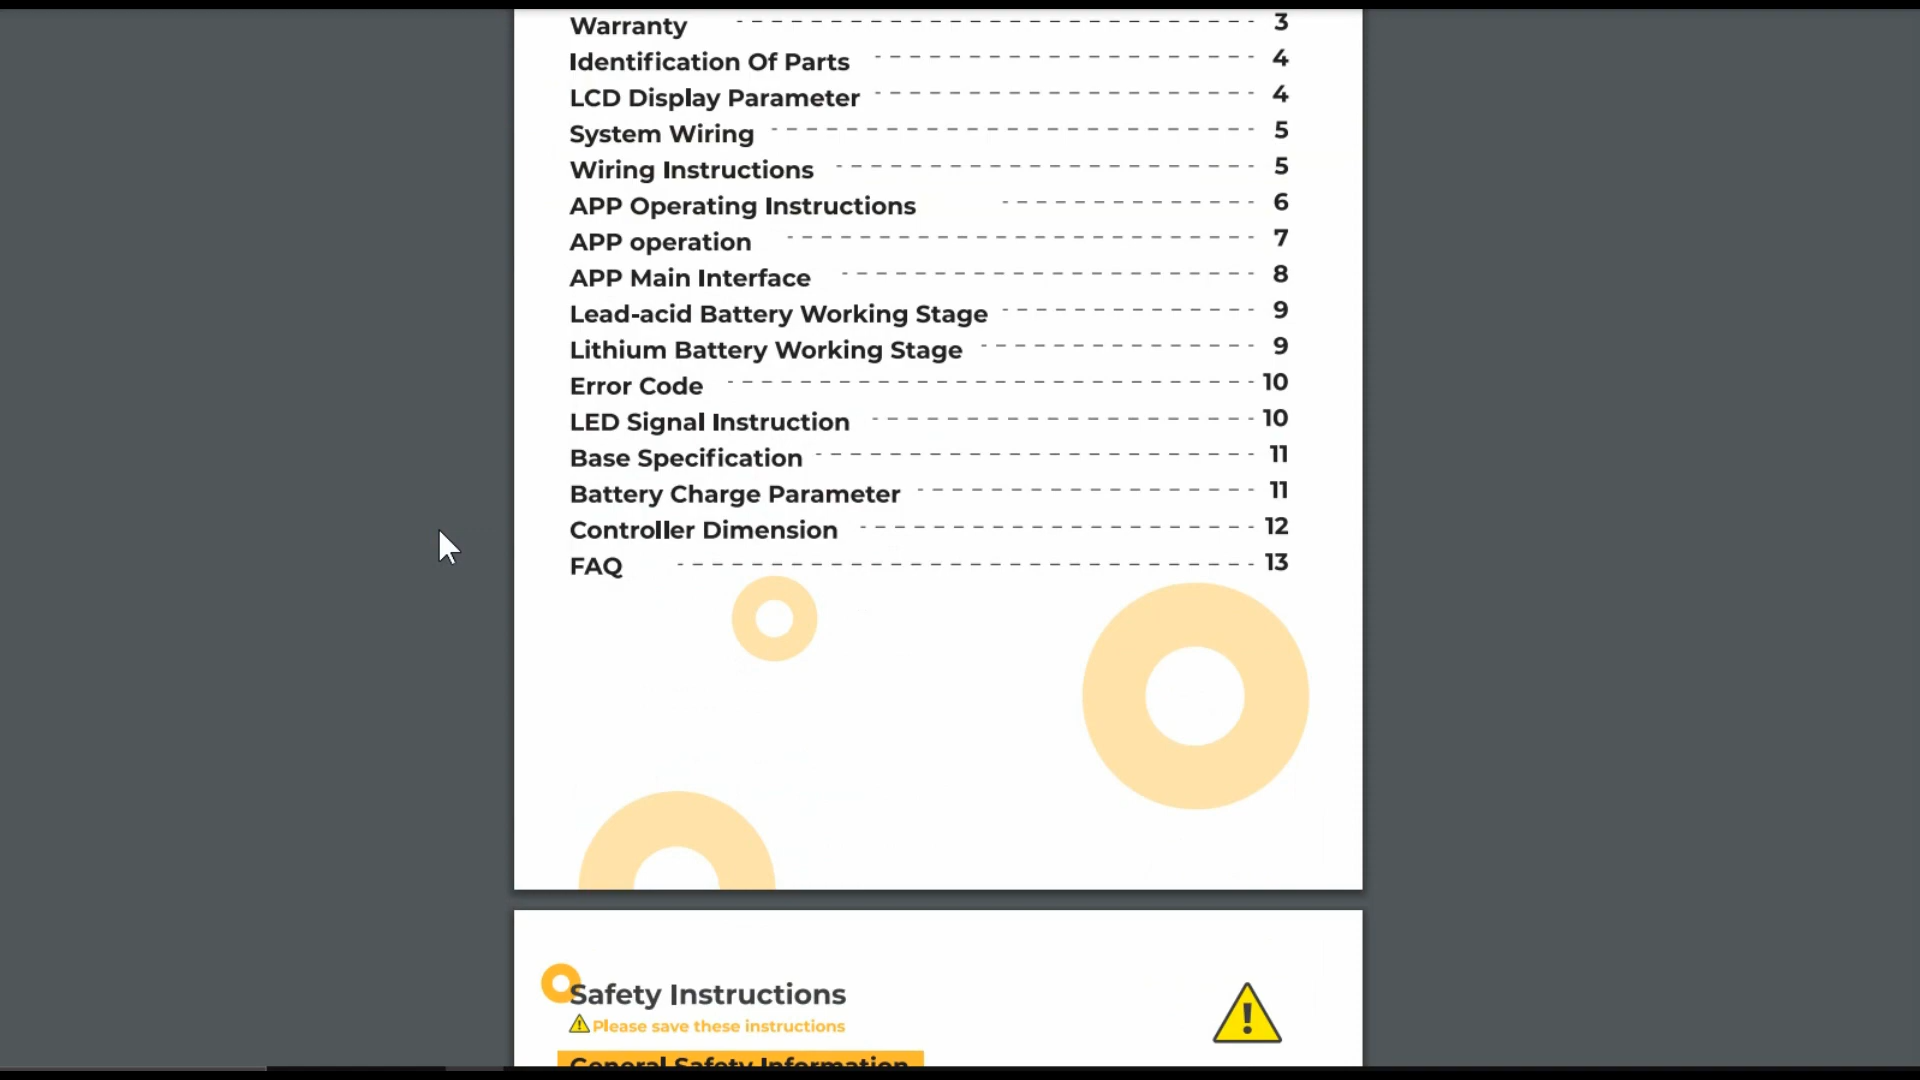 Warranty 3
Identification Of Parts 4
LCD Display Parameter 4
System Wiring 5
Wiring Instructions 5
APP Operating Instructions 6
APP operation 7
APP Main Interface 8
Lead-acid Battery Working Stage 9
Lithium Battery Working Stage 9
Error Code 10
LED Signal Instruction 10
Base Specification 11
Battery Charge Parameter 11
Controller Dimension 12
FAQ 13
Safety Instructions
Please save these instructions
General Safety Information